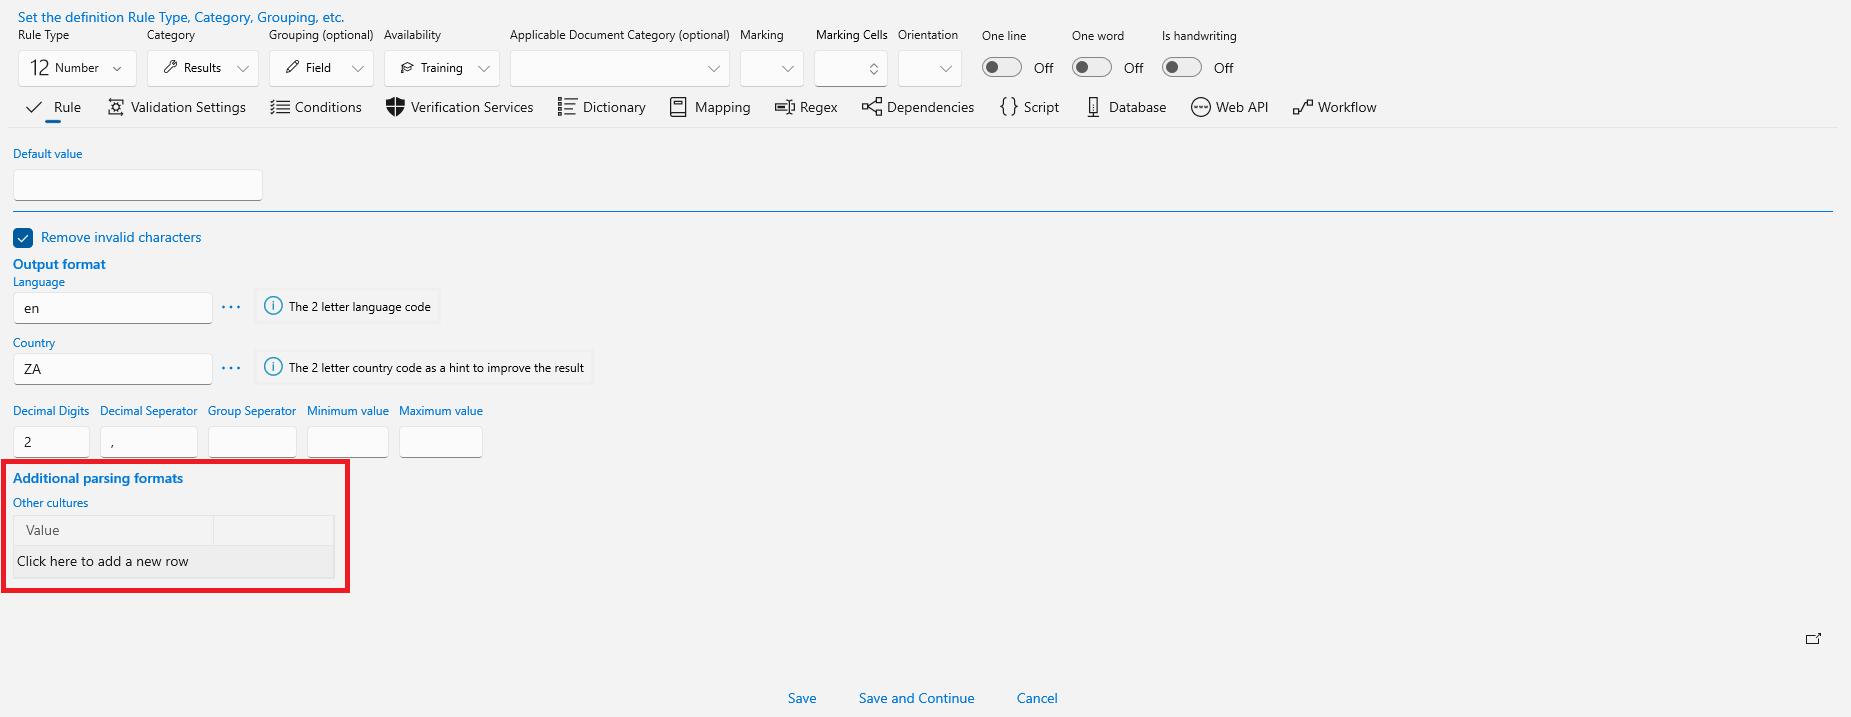 Set the definition Rule Type, Category, Grouping, etc.
Rule Type Category Grouping (optional) Availability Applicable Document Category (optional) Marking Marking Cells Orientation One line One word Is handwriting
12 Number Results Field Training Off Off Off
Rule Validation Settings Conditions Verification Services Dictionary Mapping Regex Dependencies {} Script Database Web API Workflow
Default value
Remove invalid characters
Output format
Language
en ... The 2 letter language code
Country
ZA ... The 2 letter country code as a hint to improve the result
Decimal Digits Decimal Seperator Group Seperator Minimum value Maximum value
2 ,
Additional parsing formats
Other cultures
Value
Click here to add a new row
Save Save and Continue Cancel